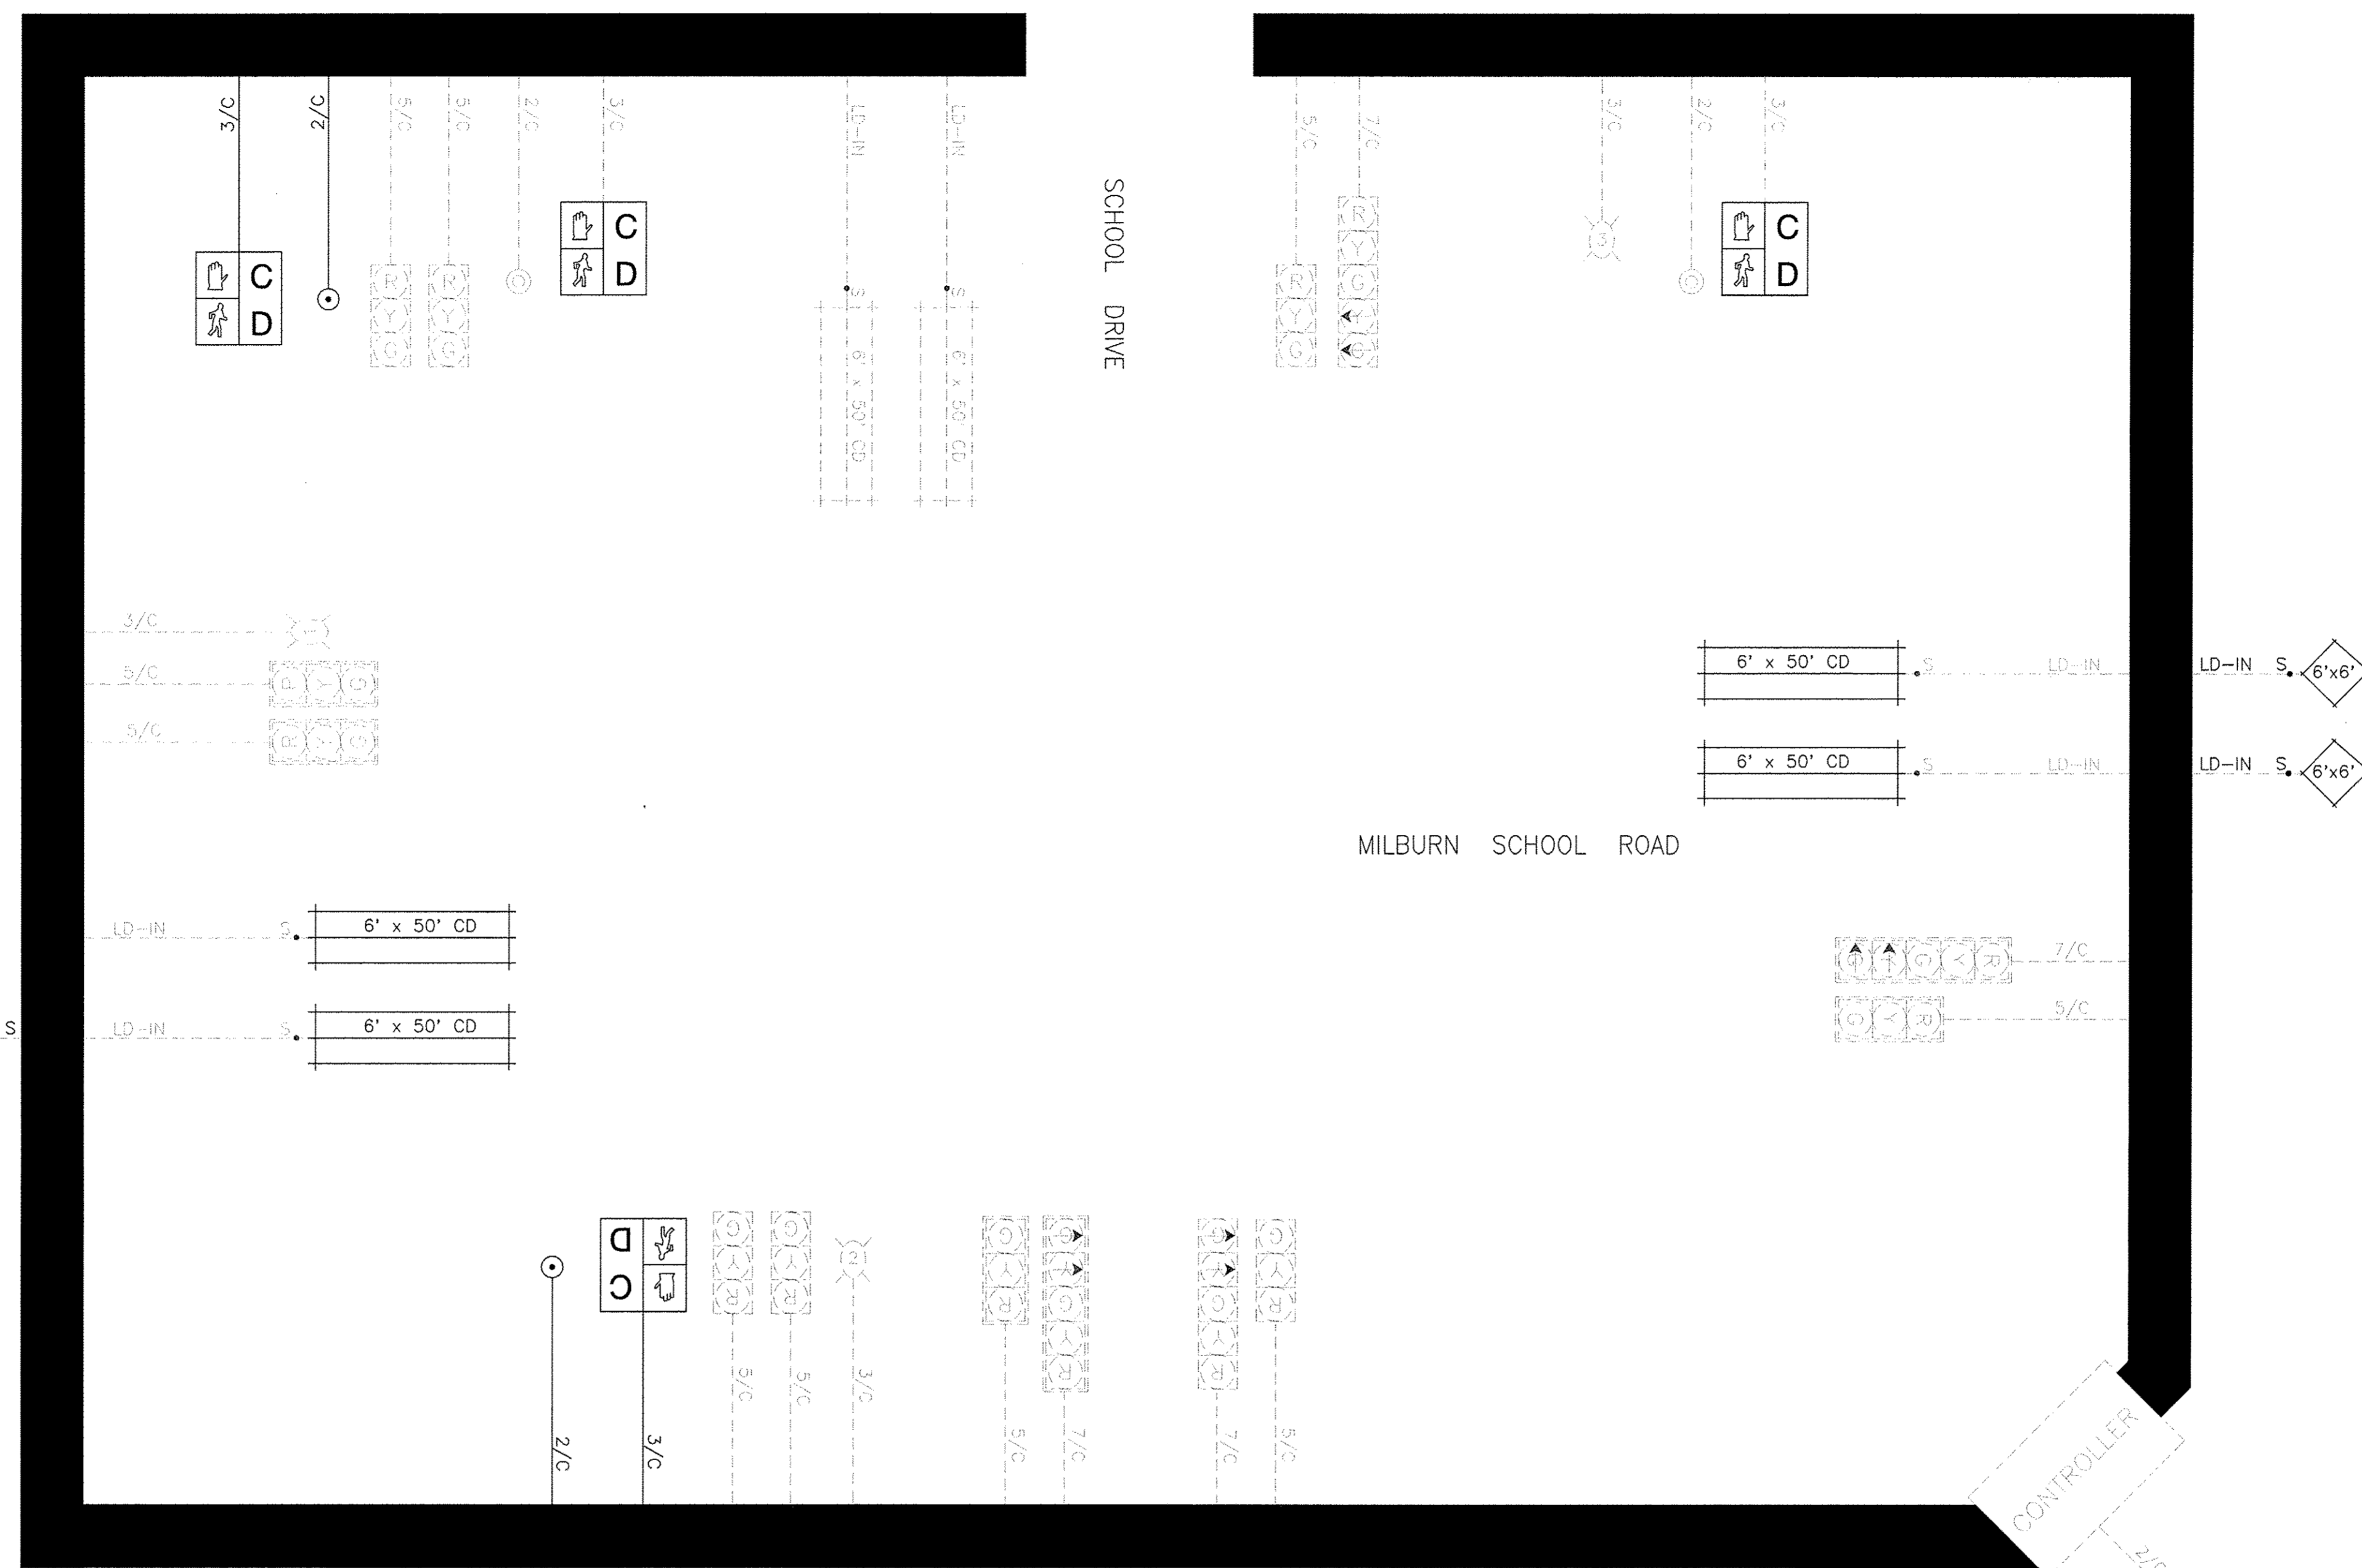 3/C
2/C
5/C
5/C
2/C
3/C
LD-IN
LD-IN
5/C
7/C
3/C
2/C
3/C
C
D
R
Y
G
R
Y
G
C
D
S
S
6' x 50' CD
6' x 50' CD
SCHOOL DRIVE
R
Y
G
R
Y
G
Y
G
3
C
D
3/C
1
5/C
R Y G
5/C
R Y G
6' x 50' CD S LD-IN LD-IN S 6'x6'
6' x 50' CD S LD-IN LD-IN S 6'x6'
MILBURN SCHOOL ROAD
LD-IN S 6' x 50' CD
S LD-IN S 6' x 50' CD
G Y G Y R 7/C
G Y R 5/C
D
C
G
Y
R
G
Y
R
2
G
Y
R
G
Y
G
Y
R
G
Y
G
Y
R
G
Y
R
2/C
3/C
5/C
5/C
3/C
5/C
7/C
7/C
5/C
CONTROLLER